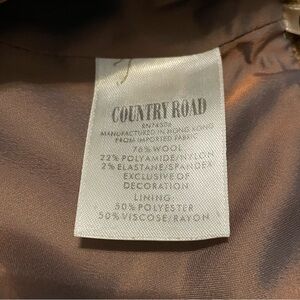 COUNTRY ROAD
RN74506
MANUFACTURED IN HONG KONG
FROM IMPORTED FABRIC
76% WOOL
22% POLYAMIDE/NYLON
2% ELASTANE/SPANDEX
EXCLUSIVE OF
DECORATION
LINING:
50% POLYESTER
50% VISCOSE/RAYON